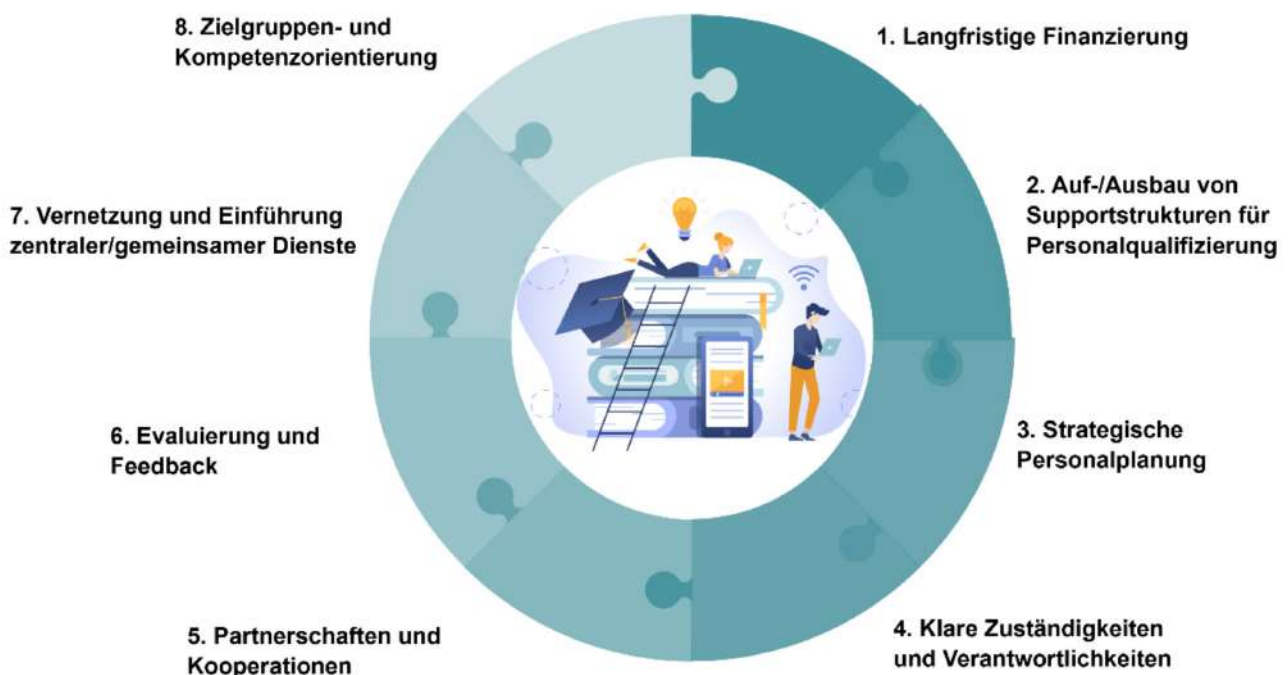 1. Langfristige Finanzierung
2. Auf-/Ausbau von
Supportstrukturen für
Personalqualifizierung
3. Strategische
Personalplanung
4. Klare Zuständigkeiten
und Verantwortlichkeiten
5. Partnerschaften und
Kooperationen
6. Evaluierung und
Feedback
7. Vernetzung und Einführung
zentraler/gemeinsamer Dienste
8. Zielgruppen- und
Kompetenzorientierung